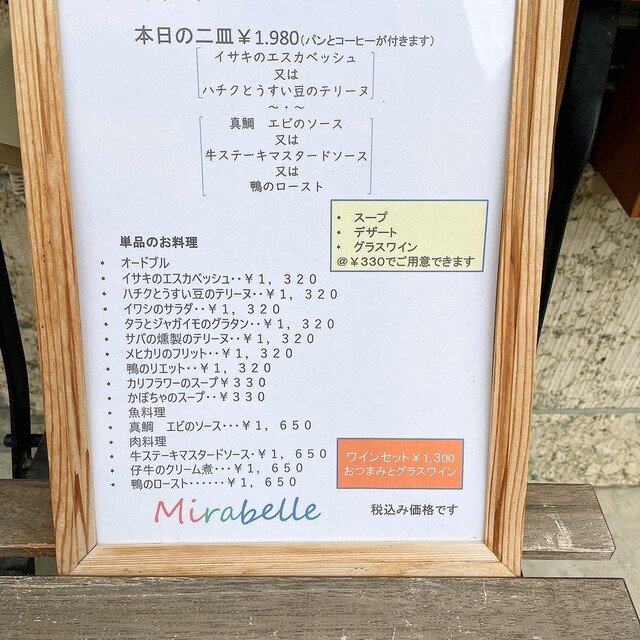 本日の二皿￥1.980(パンとコーヒーが付きます)
イサキのエスカベッシュ
又は
ハチクとうすい豆のテリーヌ
～・～
真鯛　エビのソース
又は
牛ステーキマスタードソース
又は
鴨のロースト
・ スープ
・ デザート
・ グラスワイン
＠￥330でご用意できます
単品のお料理
・ オードブル
・ イサキのエスカベッシュ・・￥１，３２０
・ ハチクとうすい豆のテリーヌ・・￥１，３２０
・ イワシのサラダ・・￥１，３２０
・ タラとジャガイモのグラタン・・￥１，３２０
・ サバの燻製のテリーヌ・・￥１，３２０
・ メヒカリのフリット・・￥１，３２０
・ 鴨のリエット・・￥１，３２０
・ カリフラワーのスープ￥３３０
・ かぼちゃのスープ・・￥３３０
・ 魚料理
・ 真鯛　エビのソース・・・￥１，６５０
・ 肉料理
・ 牛ステーキマスタードソース・￥１，６５０
・ 仔牛のクリーム煮・・・￥１，６５０
・ 鴨のロースト・・・・・・￥１，６５０
ワインセット￥1,300
おつまみとグラスワイン
Mirabelle
税込み価格です